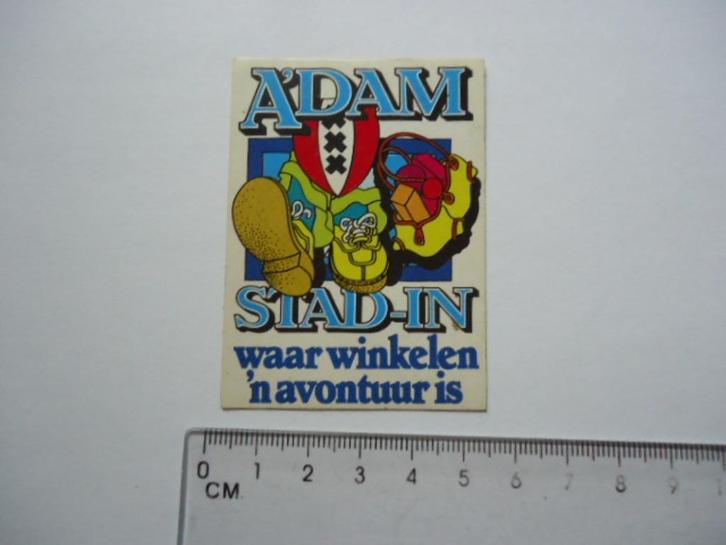 A'DAM
STAD-IN
waar winkelen
'n avontuur is
0 1 2 3 4 5 6 7 8 9
CM